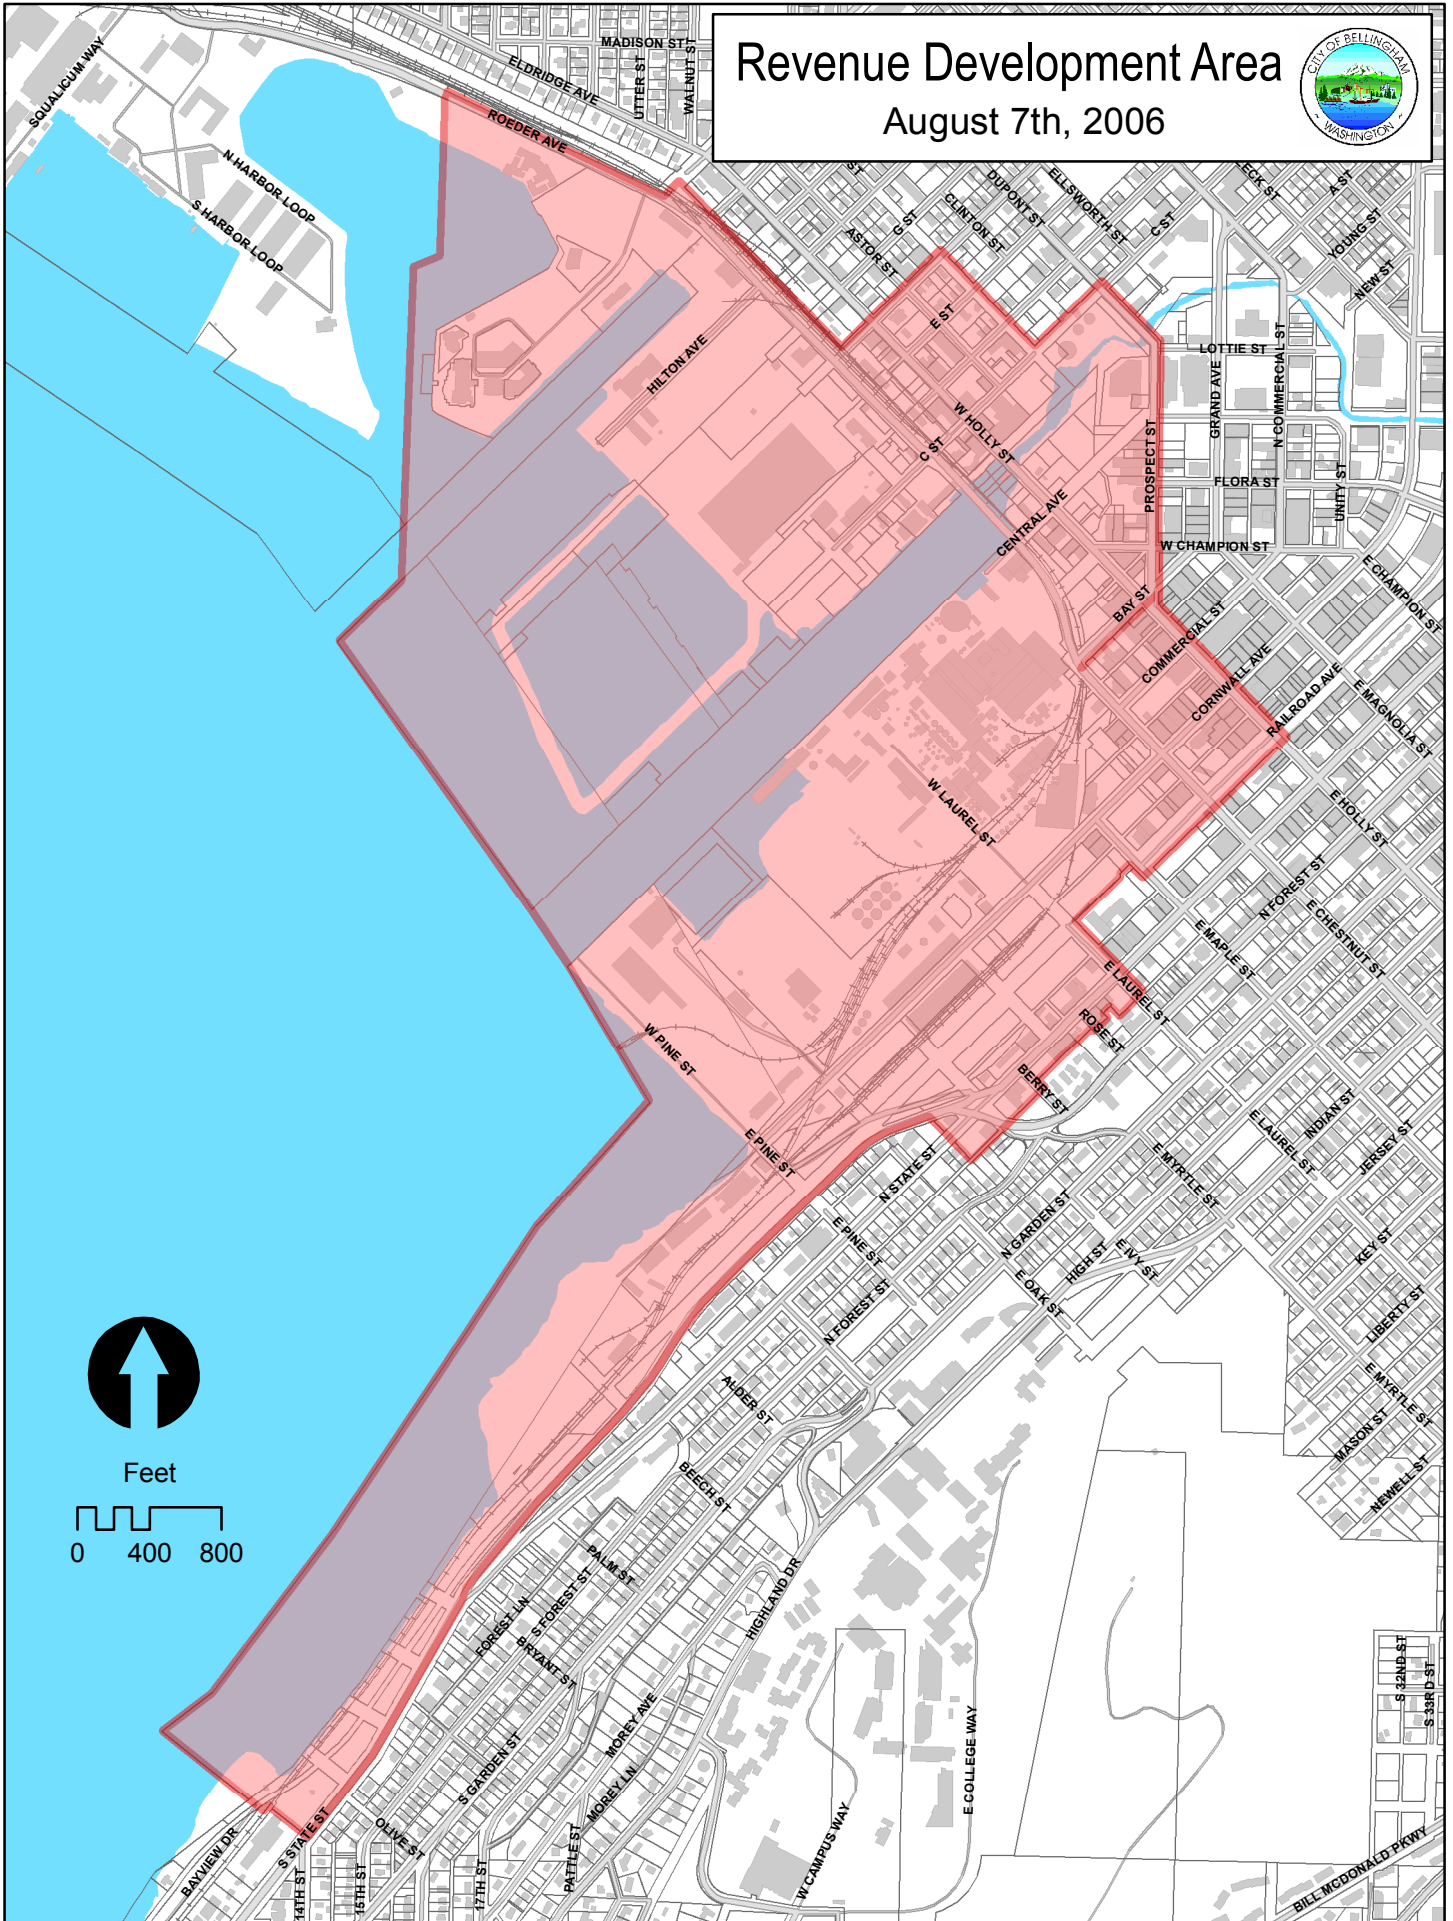 Revenue Development Area
August 7th, 2006
CITY OF BELLINGHAM
~ WASHINGTON ~
SQUALICUM WAY
MADISON ST
ELDRIDGE AVE
UTTER ST
WALNUT ST
ROEDER AVE
N HARBOR LOOP
S HARBOR LOOP
ST
ASTOR ST
G ST
CLINTON ST
DUPONT ST
ELLSWORTH ST
C ST
ECK ST
A ST
YOUNG ST
NEW ST
E ST
HILTON AVE
W HOLLY ST
C ST
CENTRAL AVE
LOTTIE ST
GRAND AVE
N COMMERCIAL ST
PROSPECT ST
FLORA ST
UNITY ST
W CHAMPION ST
E CHAMPION ST
BAY ST
COMMERCIAL ST
CORNWALL AVE
RAILROAD AVE
E MAGNOLIA ST
E HOLLY ST
W LAUREL ST
N FOREST ST
E CHESTNUT ST
E MAPLE ST
E LAUREL ST
ROSE ST
BERRY ST
W PINE ST
E PINE ST
N STATE ST
E PINE ST
N FOREST ST
N GARDEN ST
HIGH ST
E IVY ST
E OAK ST
E MYRTLE ST
E LAUREL ST
INDIAN ST
JERSEY ST
KEY ST
LIBERTY ST
E MYRTLE ST
MASON ST
NEWELL ST
ALDER ST
BEECH ST
Feet
0 400 800
PALM ST
S FOREST ST
FOREST LN
BRYANT ST
HIGHLAND DR
MOREY AVE
S GARDEN ST
MOREY LN
OLIVE ST
S STATE ST
BAYVIEW DR
14TH ST
15TH ST
17TH ST
PATTLE ST
W CAMPUS WAY
E COLLEGE WAY
S 32ND ST
S 33RD ST
BILL MCDONALD PKWY